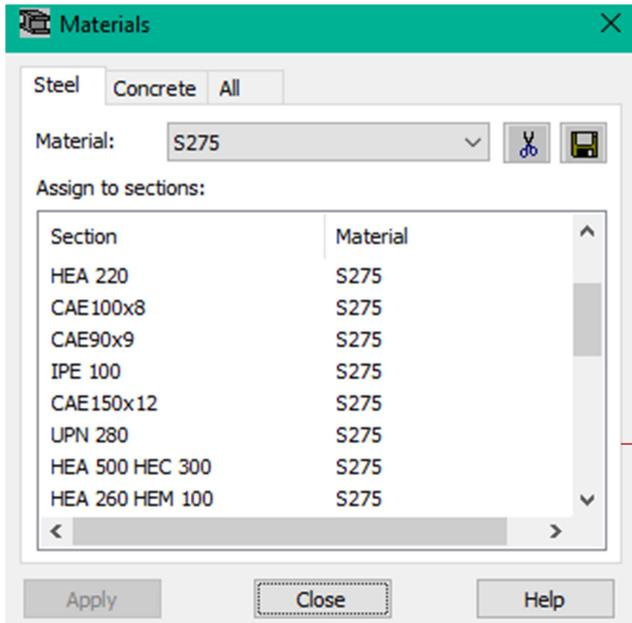 Materials
Steel Concrete All
Material: S275
Assign to sections:
Section Material
HEA 220 S275
CAE100x8 S275
CAE90x9 S275
IPE 100 S275
CAE150x12 S275
UPN 280 S275
HEA 500 HEC 300 S275
HEA 260 HEM 100 S275
Apply Close Help